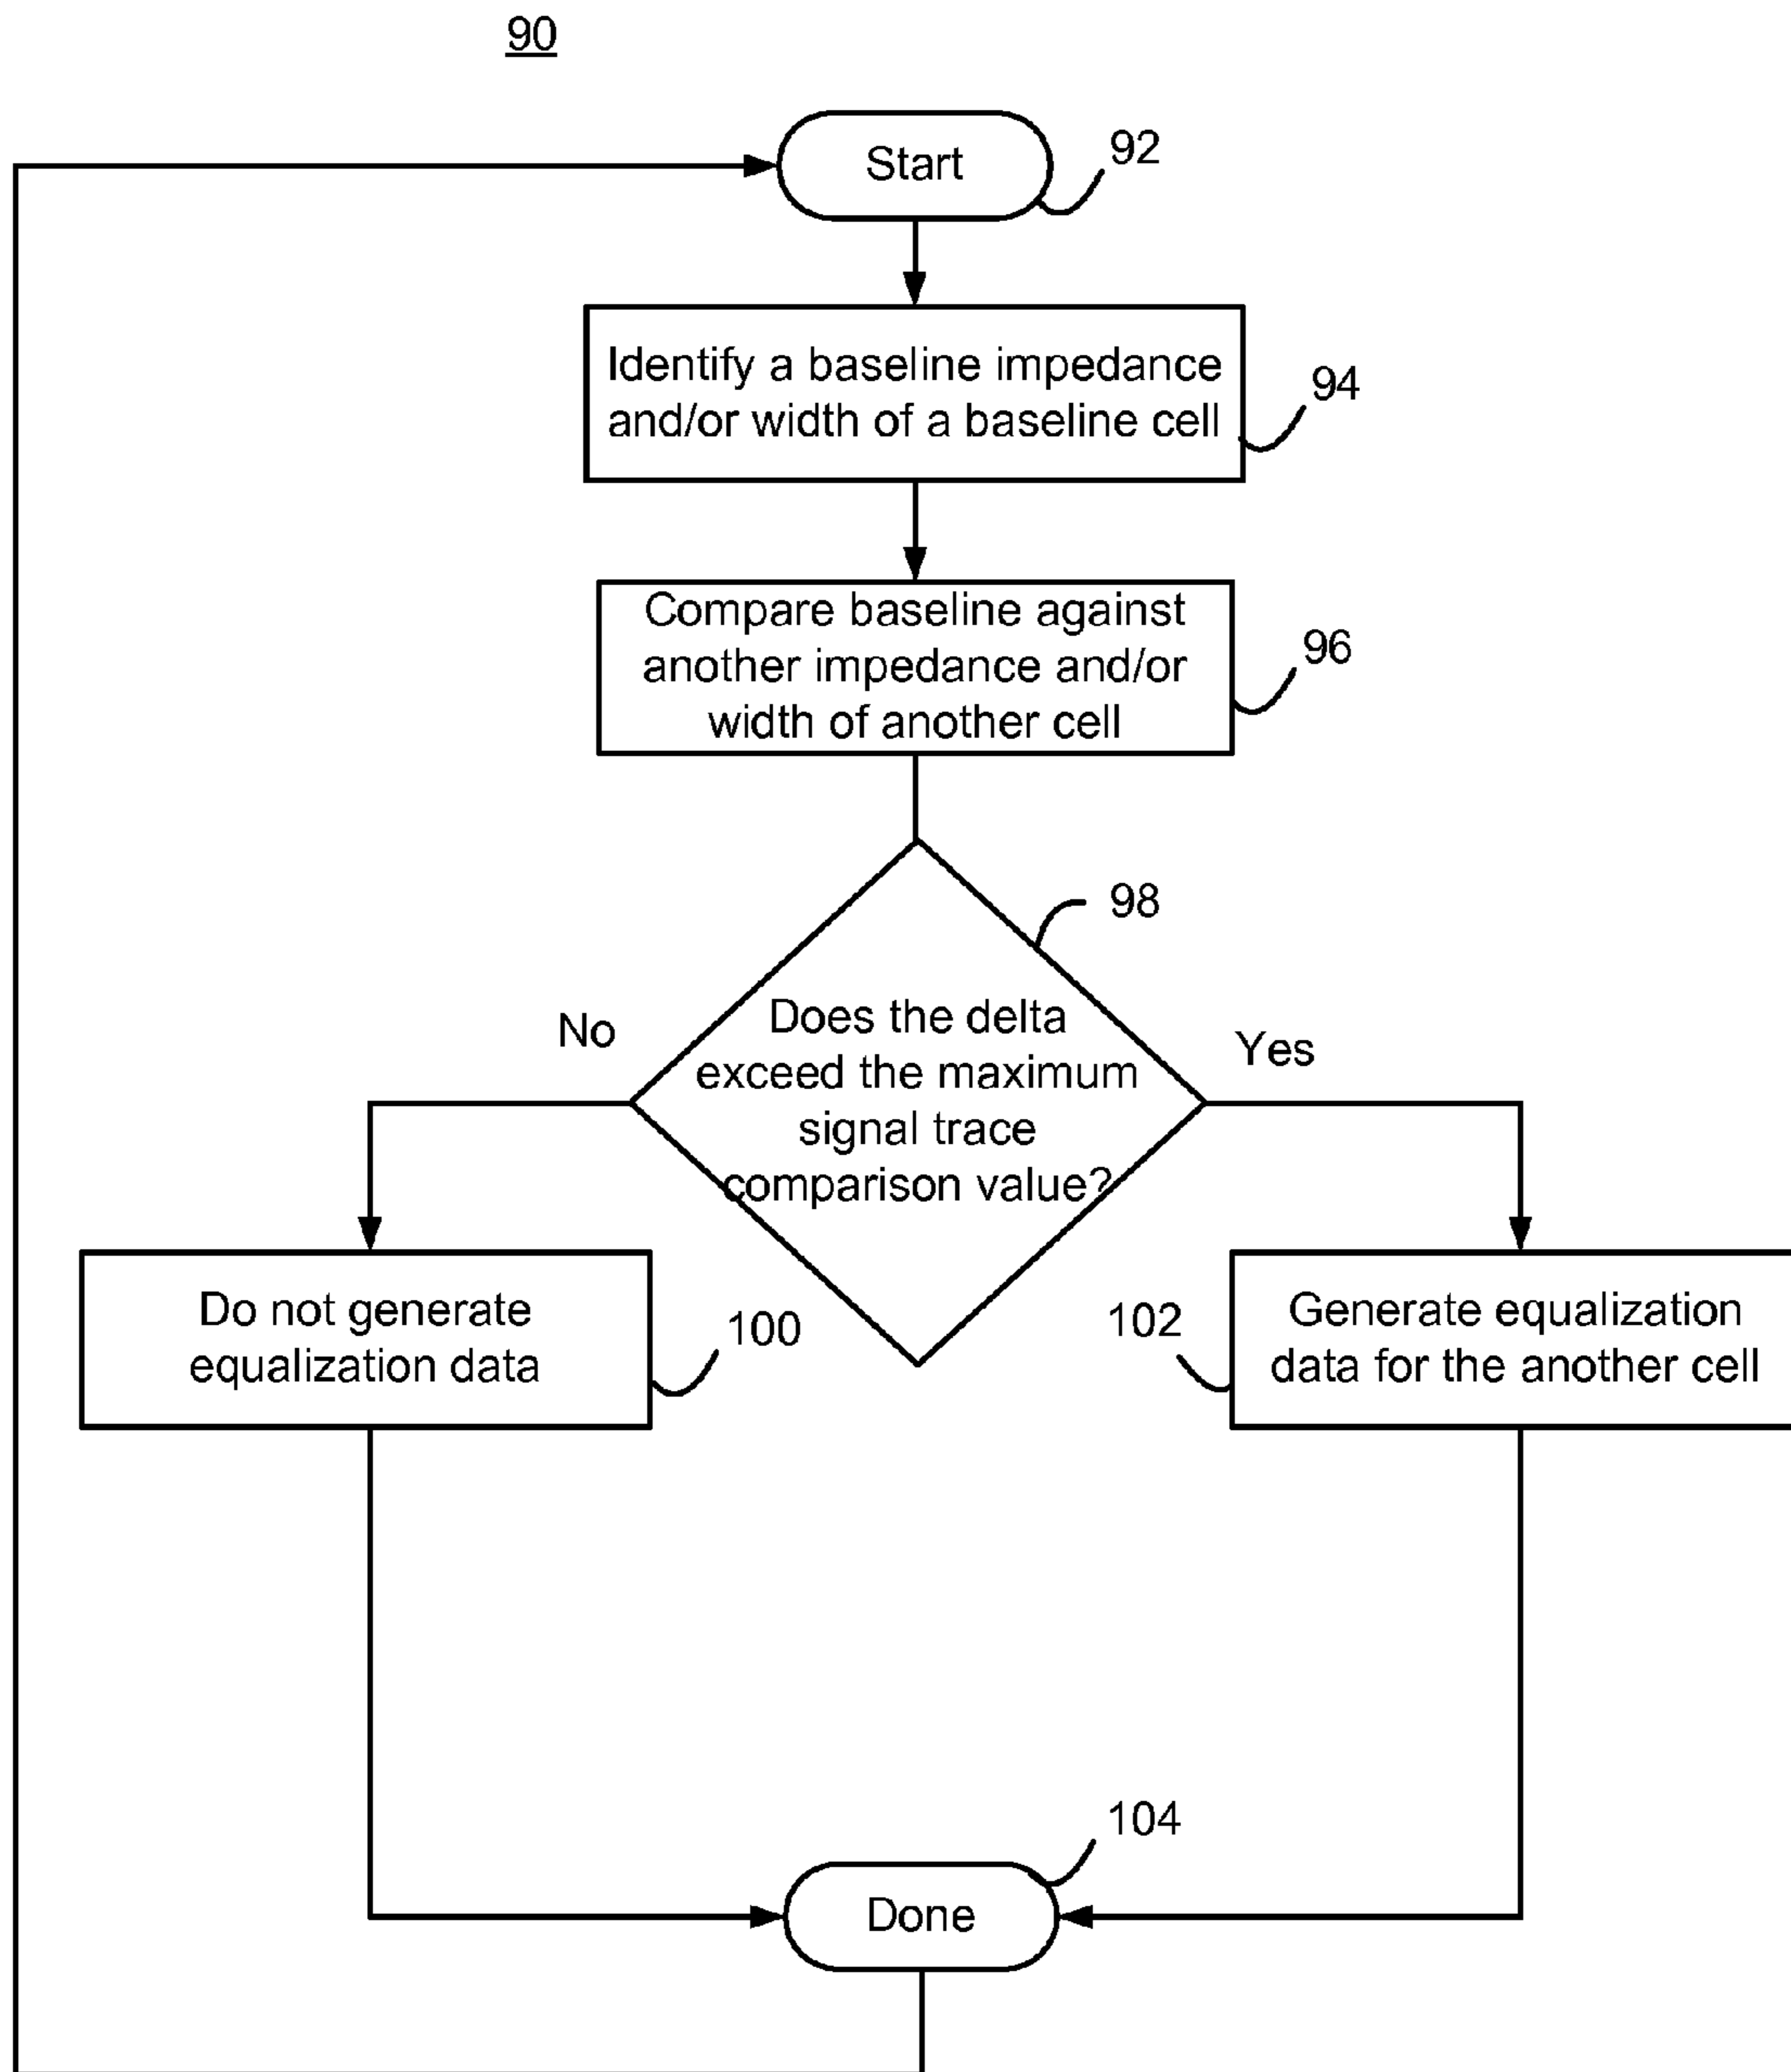 90
Start
92
Identify a baseline impedance
and/or width of a baseline cell
94
Compare baseline against
another impedance and/or
width of another cell
96
98
Does the delta
exceed the maximum
signal trace
comparison value?
No
Yes
Do not generate
equalization data
100
102
Generate equalization
data for the another cell
104
Done